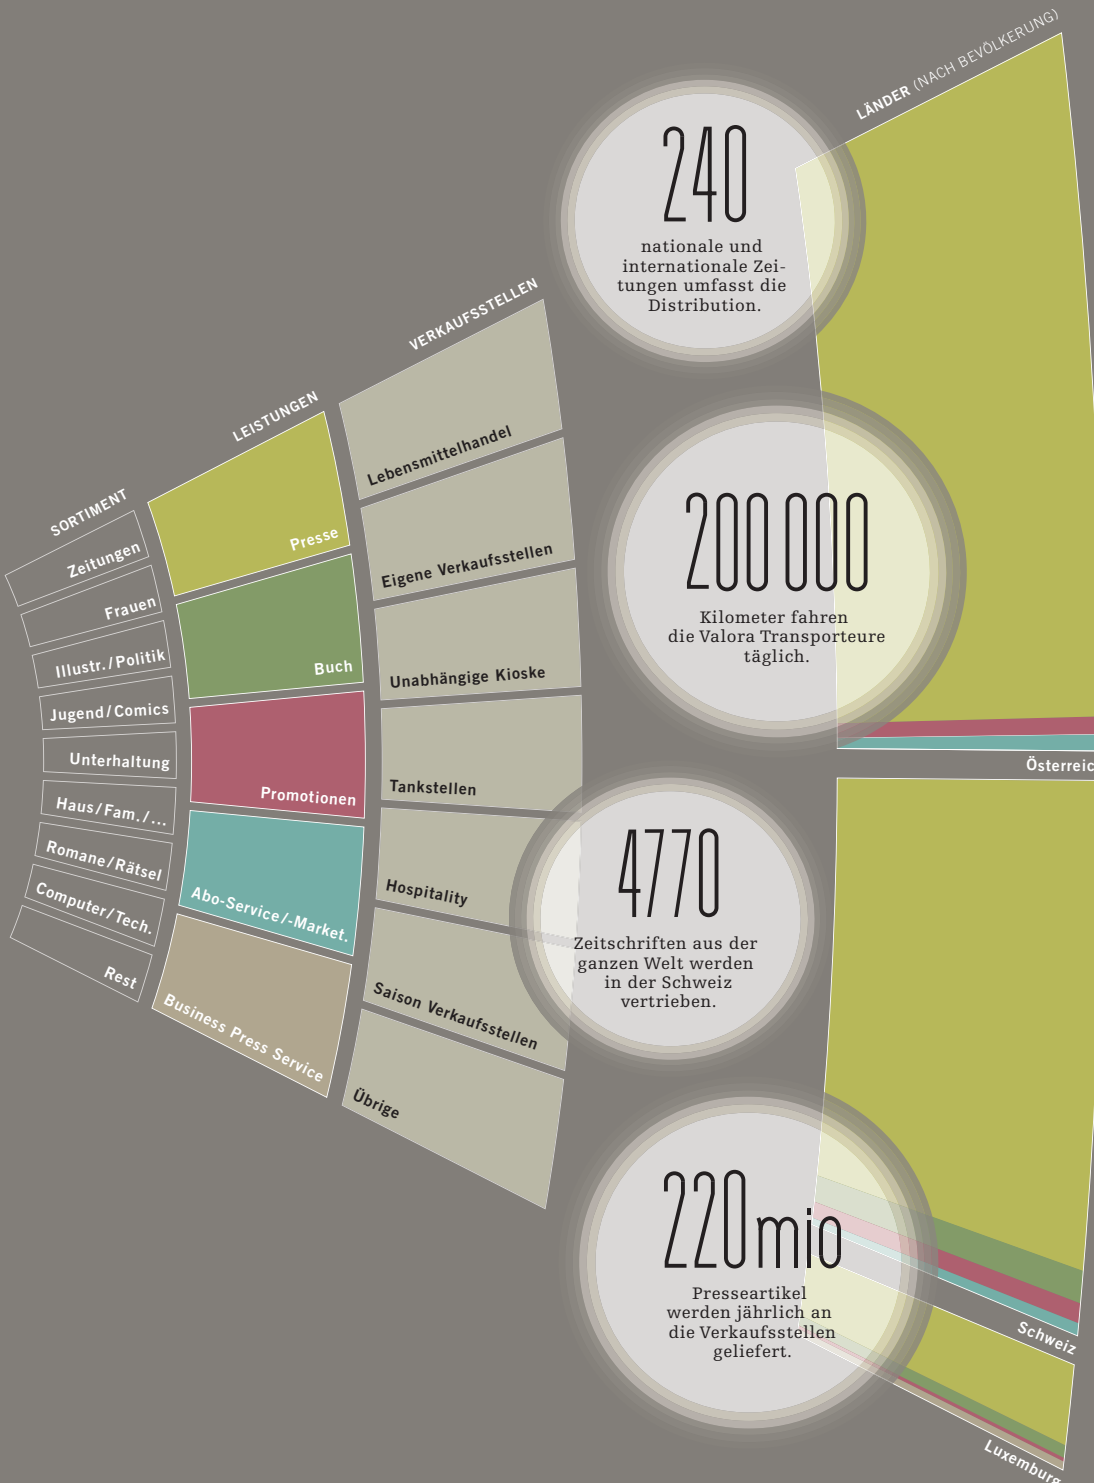 SORTIMENT
Zeitungen
Frauen
Illustr./Politik
Jugend/Comics
Unterhaltung
Haus/Fam./...
Romane/Rätsel
Computer/Tech.
Rest
LEISTUNGEN
Presse
Buch
Promotionen
Abo-Service/-Market.
Business Press Service
VERKAUFSSTELLEN
Lebensmittelhandel
Eigene Verkaufsstellen
Unabhängige Kioske
Tankstellen
Hospitality
Saison Verkaufsstellen
Übrige
240
nationale und
internationale Zei-
tungen umfasst die
Distribution.
200 000
Kilometer fahren
die Valora Transporteure
täglich.
4770
Zeitschriften aus der
ganzen Welt werden
in der Schweiz
vertrieben.
220 mio
Presseartikel
werden jährlich an
die Verkaufsstellen
geliefert.
LÄNDER (NACH BEVÖLKERUNG)
Österreic
Schweiz
Luxemburg